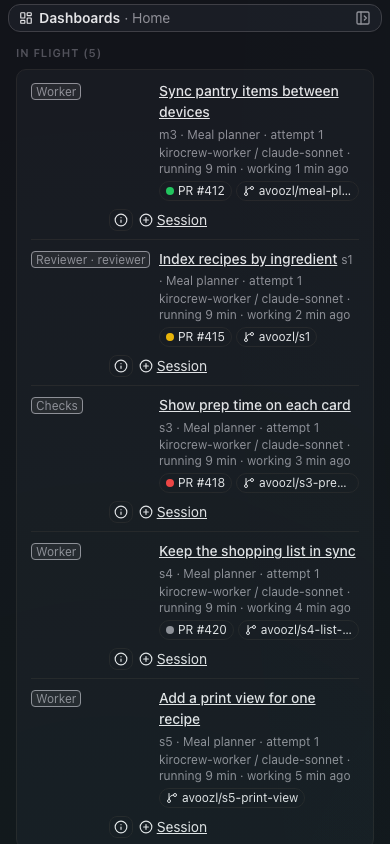 Dashboards · Home
IN FLIGHT (5)
Worker
Sync pantry items between
devices
m3 · Meal planner · attempt 1
kirocrew-worker / claude-sonnet ·
running 9 min · working 1 min ago
PR #412 avoozl/meal-pl...
Session
Reviewer · reviewer
Index recipes by ingredient s1
· Meal planner · attempt 1
kirocrew-worker / claude-sonnet ·
running 9 min · working 2 min ago
PR #415 avoozl/s1
Session
Checks
Show prep time on each card
s3 · Meal planner · attempt 1
kirocrew-worker / claude-sonnet ·
running 9 min · working 3 min ago
PR #418 avoozl/s3-pre...
Session
Worker
Keep the shopping list in sync
s4 · Meal planner · attempt 1
kirocrew-worker / claude-sonnet ·
running 9 min · working 4 min ago
PR #420 avoozl/s4-list-...
Session
Worker
Add a print view for one
recipe
s5 · Meal planner · attempt 1
kirocrew-worker / claude-sonnet ·
running 9 min · working 5 min ago
avoozl/s5-print-view
Session